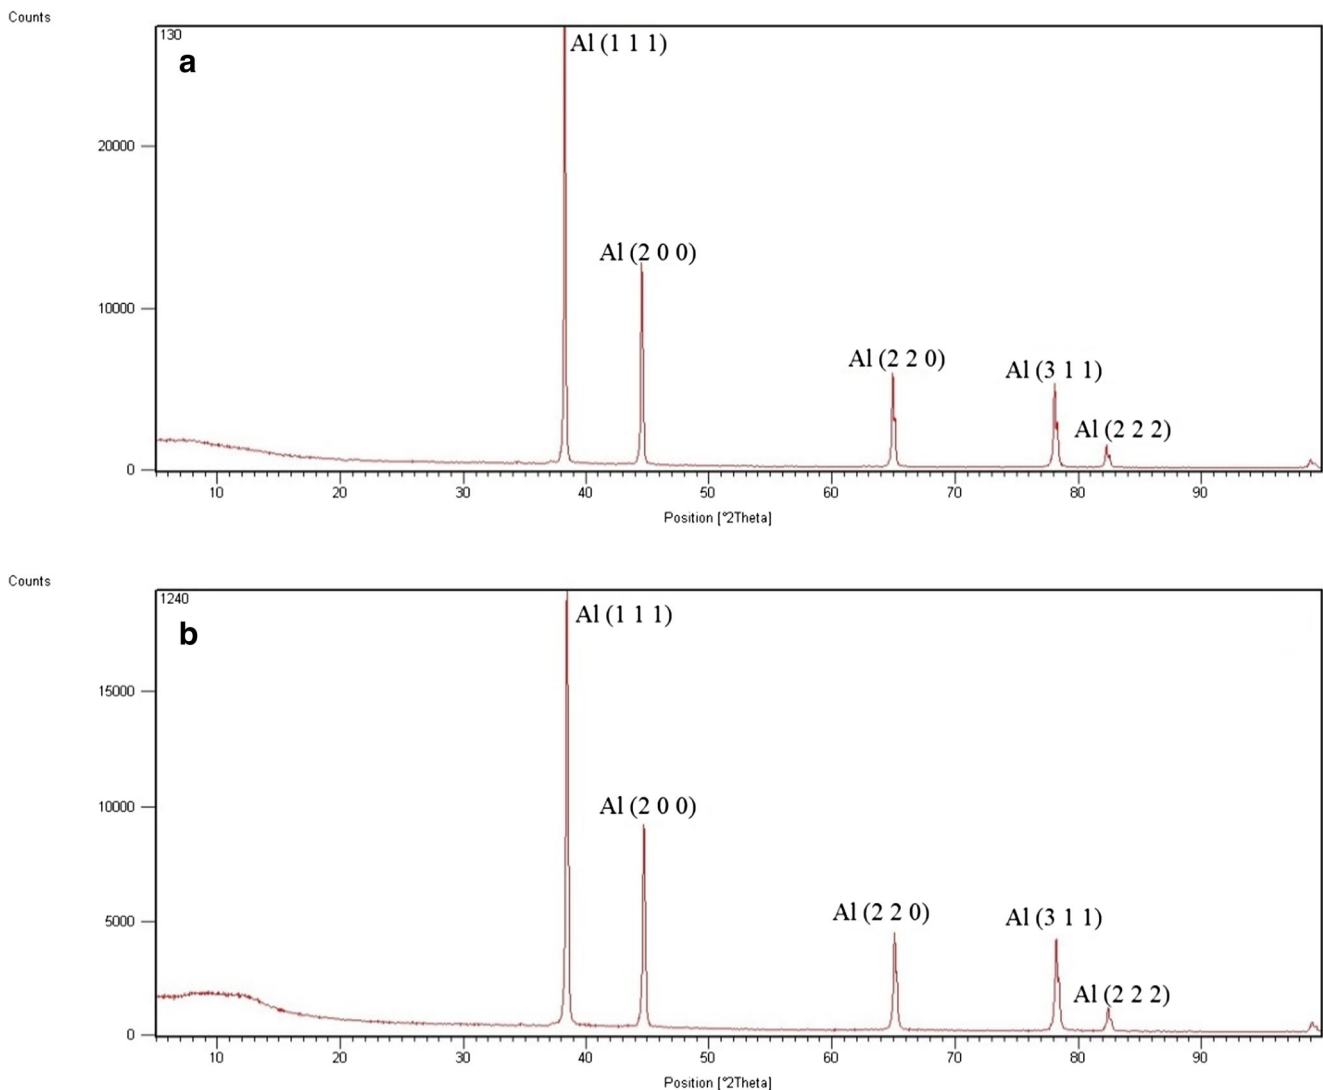 Counts
130
a
Al (1 1 1)
20000
Al (2 0 0)
10000
Al (2 2 0)
Al (3 1 1)
Al (2 2 2)
0
10 20 30 40 50 60 70 80 90
Position [°2Theta]
Counts
1240
b
Al (1 1 1)
15000
10000
Al (2 0 0)
5000
Al (2 2 0)
Al (3 1 1)
Al (2 2 2)
0
10 20 30 40 50 60 70 80 90
Position [°2Theta]